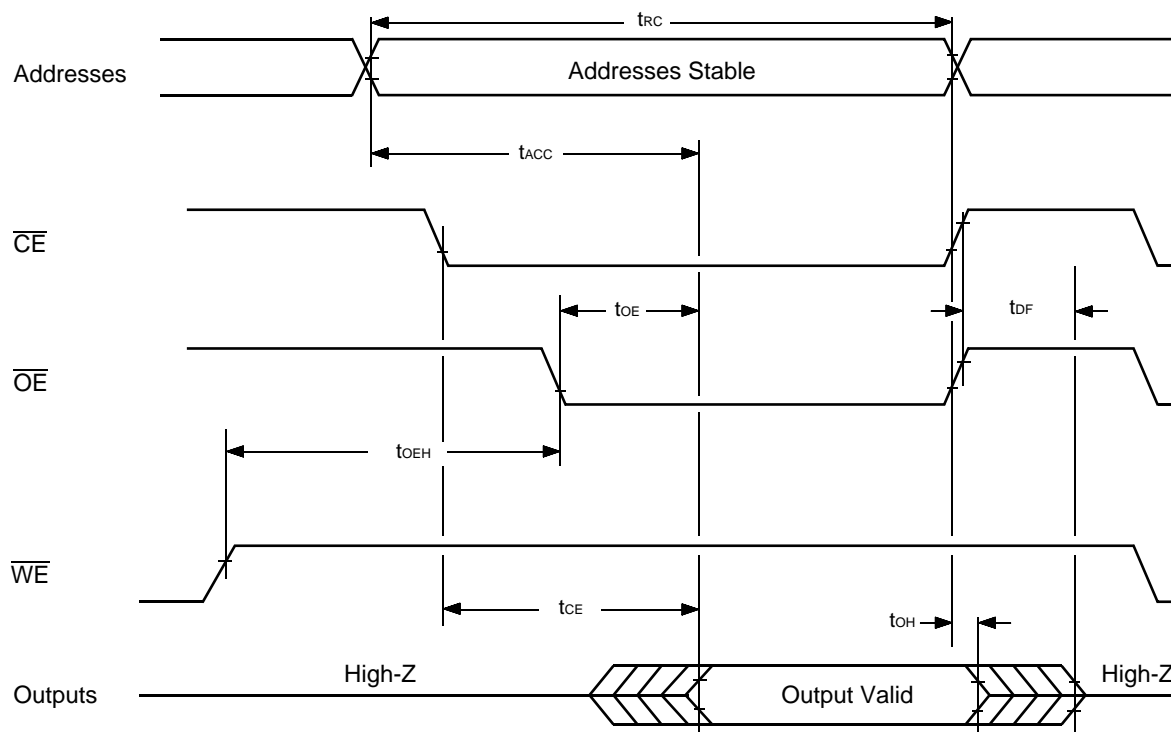 tRC
Addresses
Addresses Stable
tACC
CE
tOE
tDF
OE
tOEH
WE
tCE
tOH
High-Z
High-Z
Outputs
Output Valid